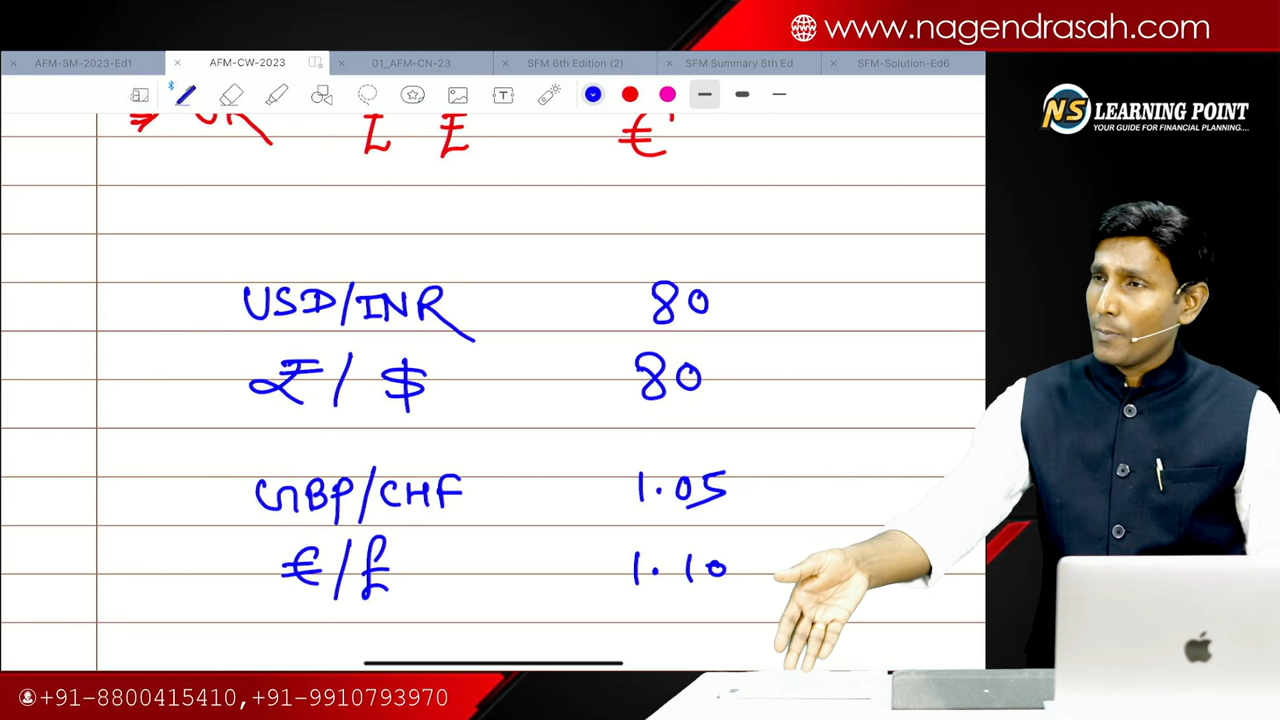 www.nagendrasah.com
AFM-SM-2023-Ed1
AFM-CW-2023
01_AFM-CN-23
SFM 6th Edition (2)
SFM Summary 5th Ed
SFM-Solution-Ed6
NS LEARNING POINT
YOUR GUIDE FOR FINANCIAL PLANNING....
£ £ €
USD/INR 80
₹/$ 80
GBP/CHF 1.05
€/£ 1.10
+91-8800415410,+91-9910793970